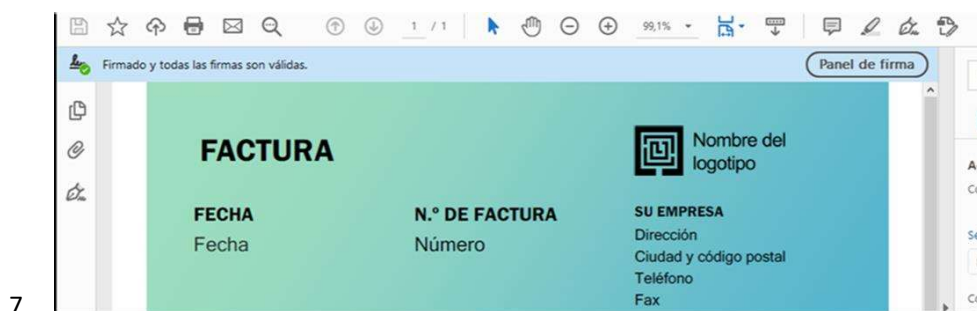 1 / 1
99,1%
Firmado y todas las firmas son válidas.
Panel de firma
FACTURA
Nombre del
logotipo
FECHA
N.º DE FACTURA
SU EMPRESA
Fecha
Número
Dirección
Ciudad y código postal
Teléfono
Fax
7